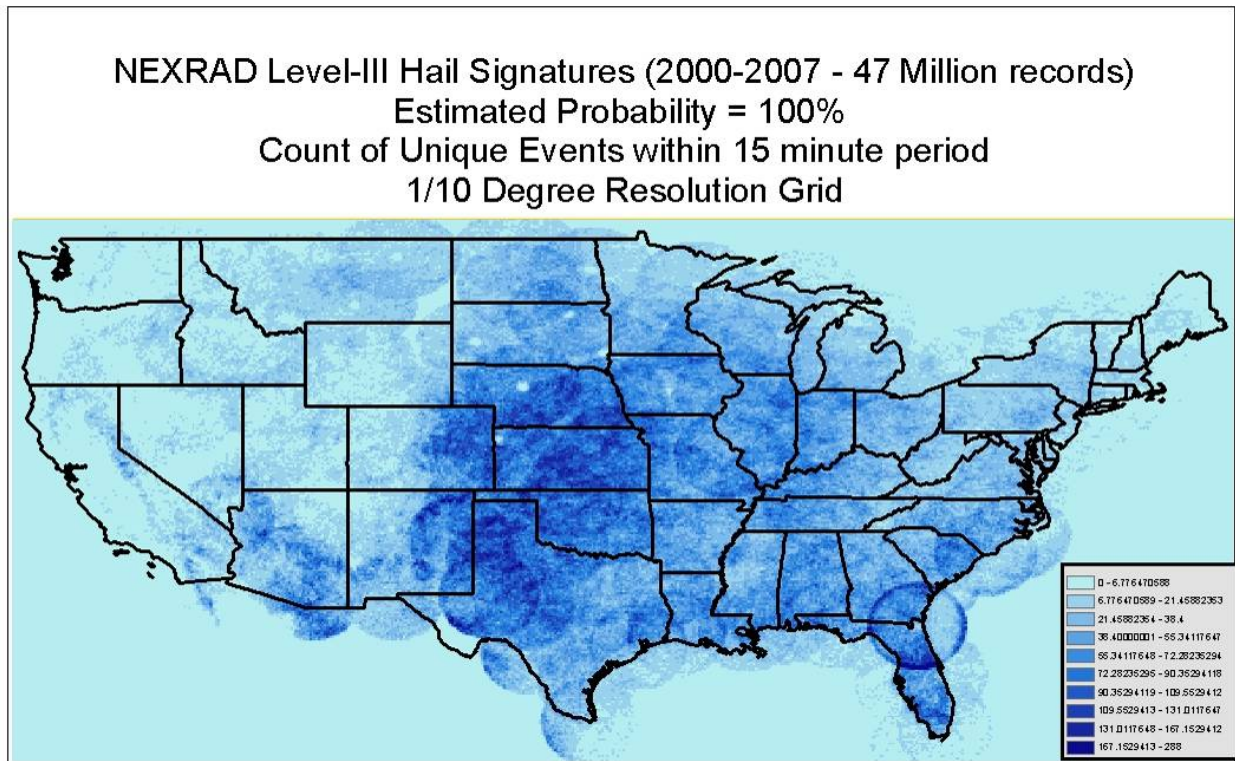 NEXRAD Level-III Hail Signatures (2000-2007 - 47 Million records)
Estimated Probability = 100%
Count of Unique Events within 15 minute period
1/10 Degree Resolution Grid
0 - 6.776470588
6.776470589 - 21.45882353
21.45882354 - 38.4
38.40000001 - 55.34117647
55.34117648 - 72.28235294
72.28235295 - 90.35294118
90.35294119 - 109.5529412
109.5529413 - 131.0117647
131.0117648 - 167.1529412
167.1529413 - 288